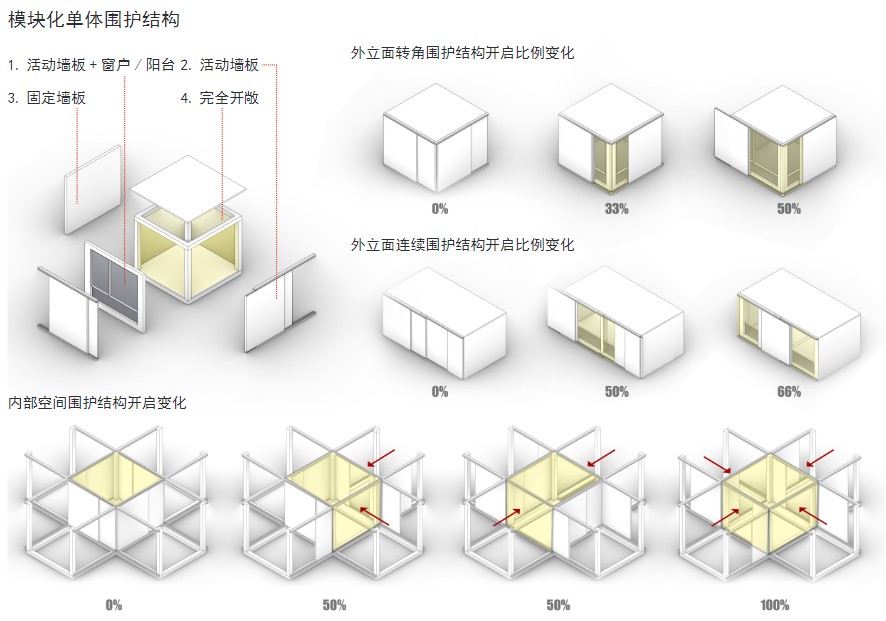 模块化单体围护结构
1. 活动墙板＋窗户 / 阳台 2. 活动墙板
3. 固定墙板 4. 完全开敞
外立面转角围护结构开启比例变化
0% 33% 50%
外立面连续围护结构开启比例变化
0% 50% 66%
内部空间围护结构开启变化
0% 50% 50% 100%